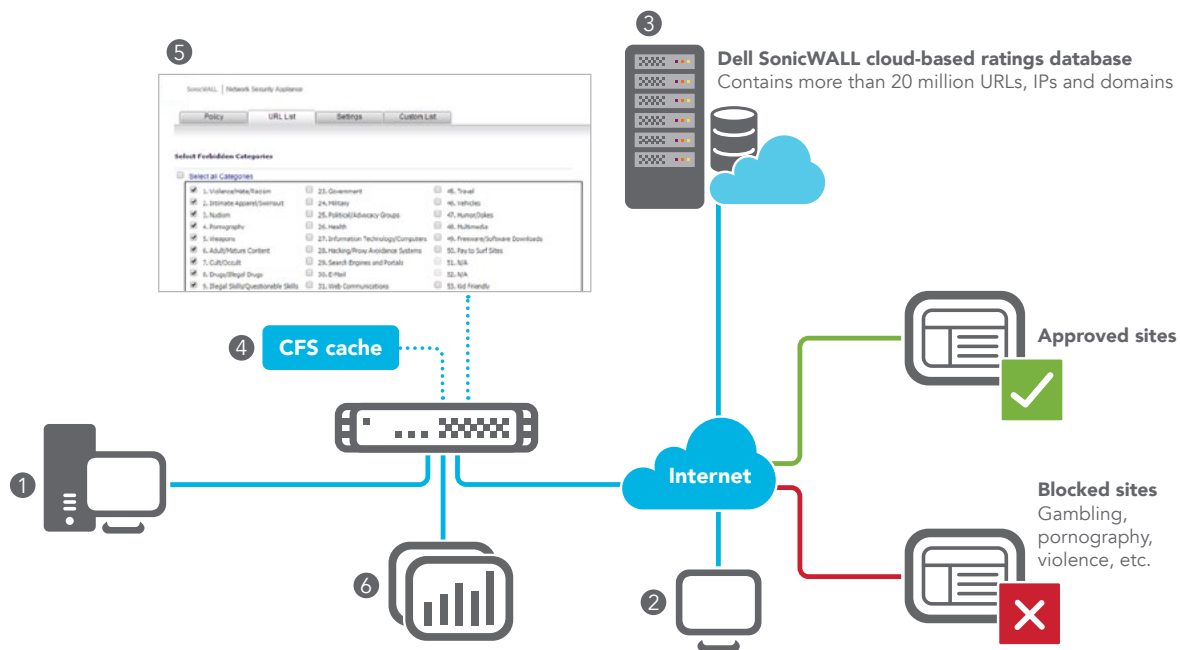 5
SonicWALL | Network Security Appliance
Policy
URL List
Settings
Custom List
Select Forbidden Categories
Select all Categories
1. Violence/Hate/Racism
2. Intimate Apparel/Swimsuit
3. Nudism
4. Pornography
5. Weapons
6. Adult/Mature Content
7. Cult/Occult
8. Drugs/Illegal Drugs
9. Illegal Skills/Questionable Skills
23. Government
24. Military
25. Political/Advocacy Groups
26. Health
27. Information Technology/Computers
28. Hacking/Proxy Avoidance Systems
29. Search Engines and Portals
30. E-Mail
31. Web Communications
45. Travel
46. Vehicles
47. Humor/Jokes
48. Multimedia
49. Freeware/Software Downloads
50. Pay to Surf Sites
51. N/A
52. N/A
53. Kid Friendly
3
Dell SonicWALL cloud-based ratings database
Contains more than 20 million URLs, IPs and domains
4
CFS cache
Approved sites
1
Internet
Blocked sites
Gambling,
pornography,
violence, etc.
6
2